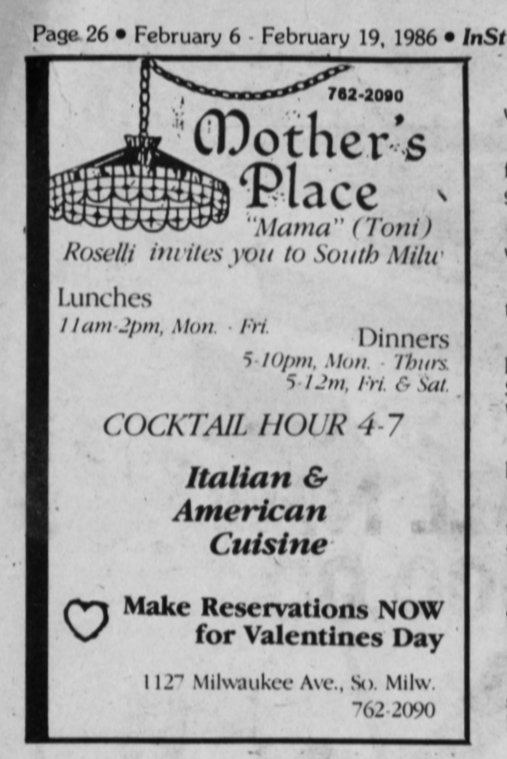 Page 26 • February 6 - February 19, 1986 • InSt
762-2090
Mother's
Place
"Mama" (Toni)
Roselli invites you to South Milw
Lunches
11am-2pm, Mon. - Fri.
Dinners
5-10pm, Mon. - Thurs.
5-12m, Fri. & Sat.
COCKTAIL HOUR 4-7
Italian &
American
Cuisine
Make Reservations NOW
for Valentines Day
1127 Milwaukee Ave., So. Milw.
762-2090